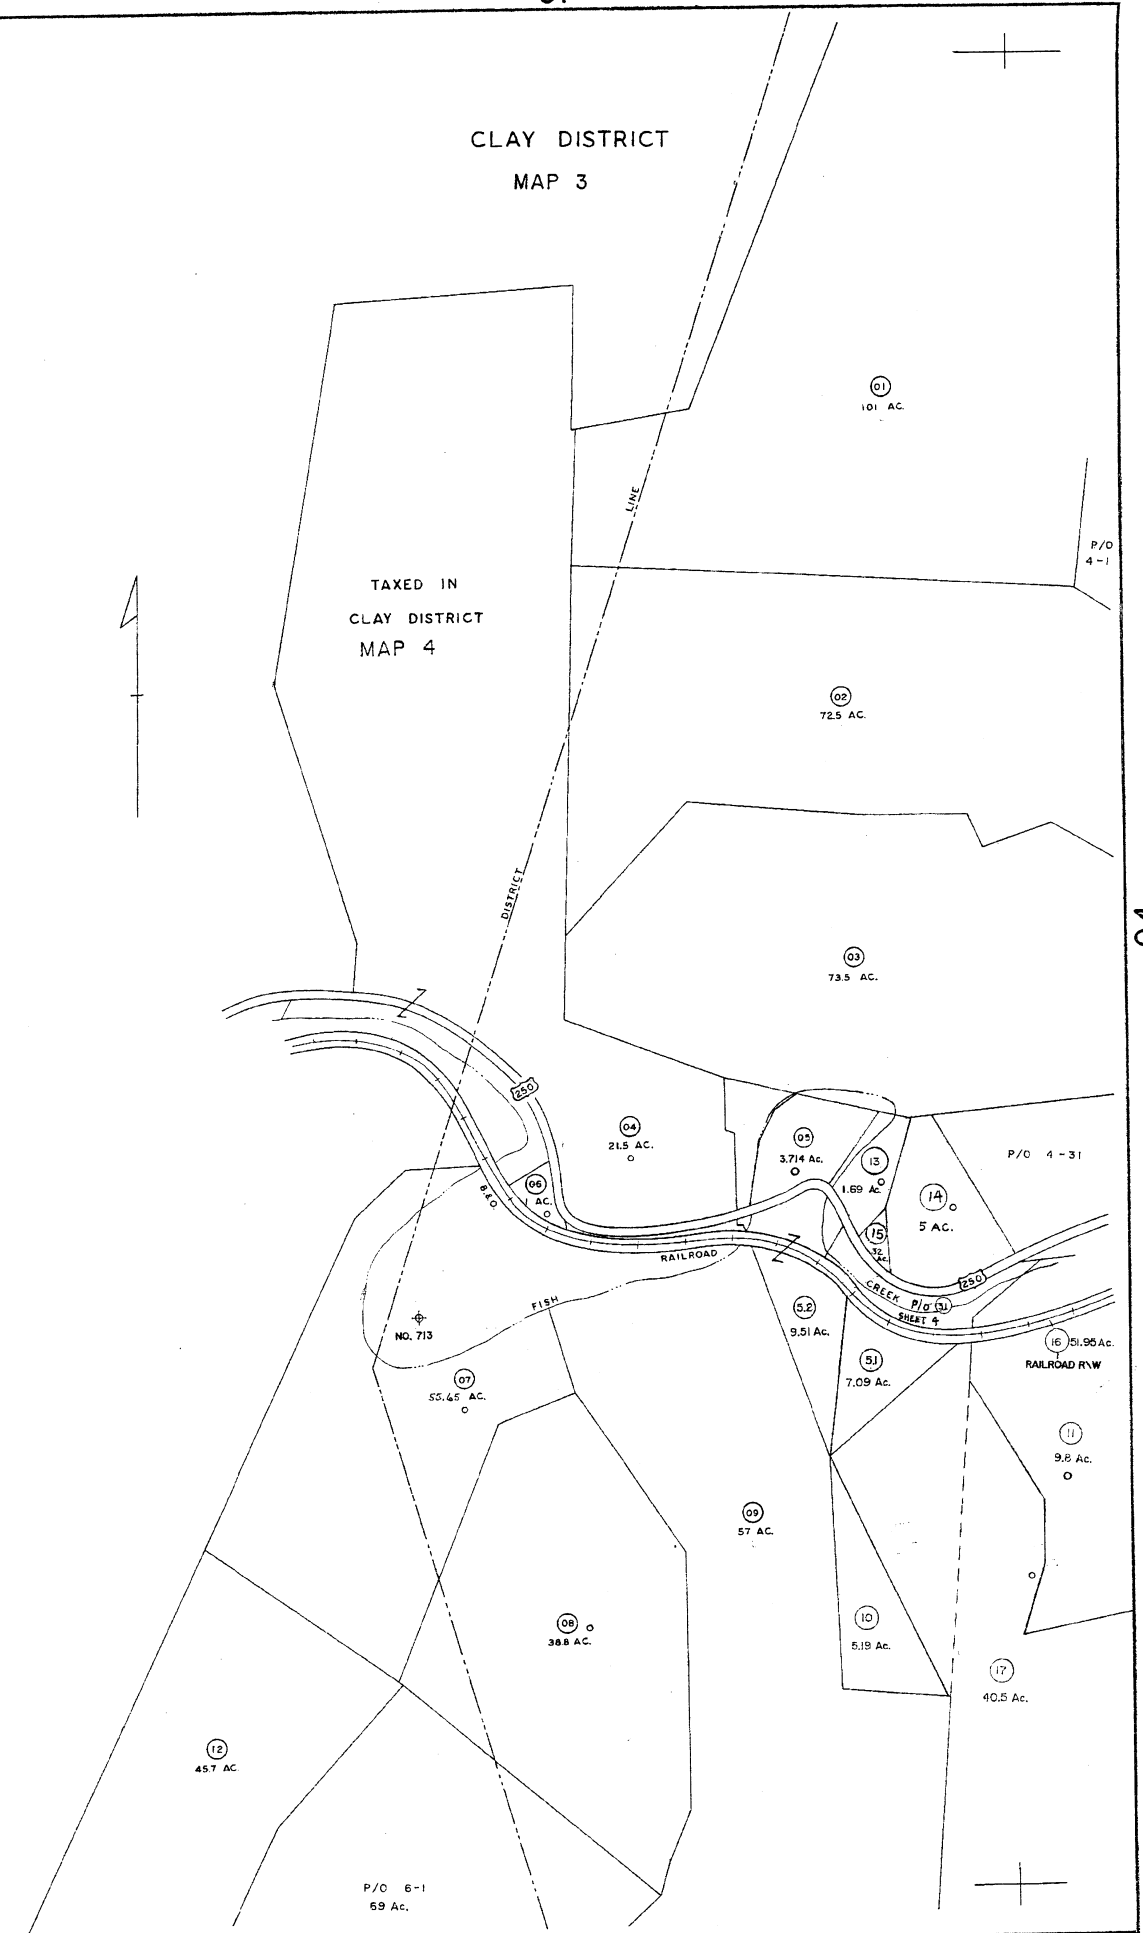 CLAY DISTRICT
MAP 3
01
101 AC.
LINE
P/O
4-1
TAXED IN
CLAY DISTRICT
MAP 4
02
72.5 AC.
DISTRICT
03
73.5 AC.
250
04
21.5 AC.
05
3.714 Ac.
13
1.69 Ac.
P/O 4-31
14
5 AC.
06
1 AC.
B.&O.
15
.32
Ac.
RAILROAD
250
CREEK P/O 31
SHEET 4
FISH
5.2
9.51 Ac.
NO. 713
16 51.95 Ac.
RAILROAD R\W
5.1
7.09 Ac.
07
55.65 AC.
11
9.8 Ac.
09
57 AC.
08
38.8 AC.
10
5.19 Ac.
17
40.5 Ac.
12
45.7 AC.
P/O 6-1
69 Ac.